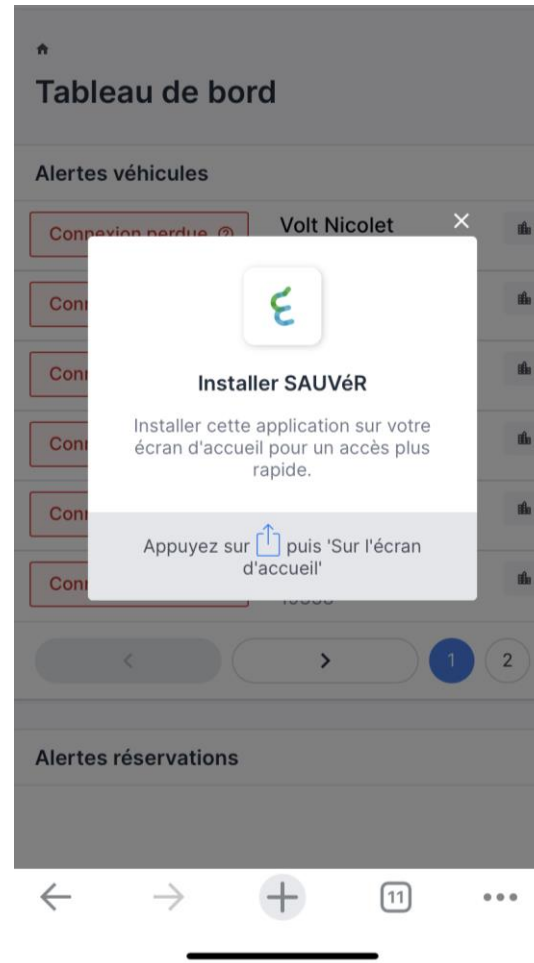 Tableau de bord
Alertes véhicules
Connexion perdue
Volt Nicolet
Installer SAUVéR
Installer cette application sur votre
écran d'accueil pour un accès plus
rapide.
Appuyez sur puis 'Sur l'écran
d'accueil'
1 2
Alertes réservations
11